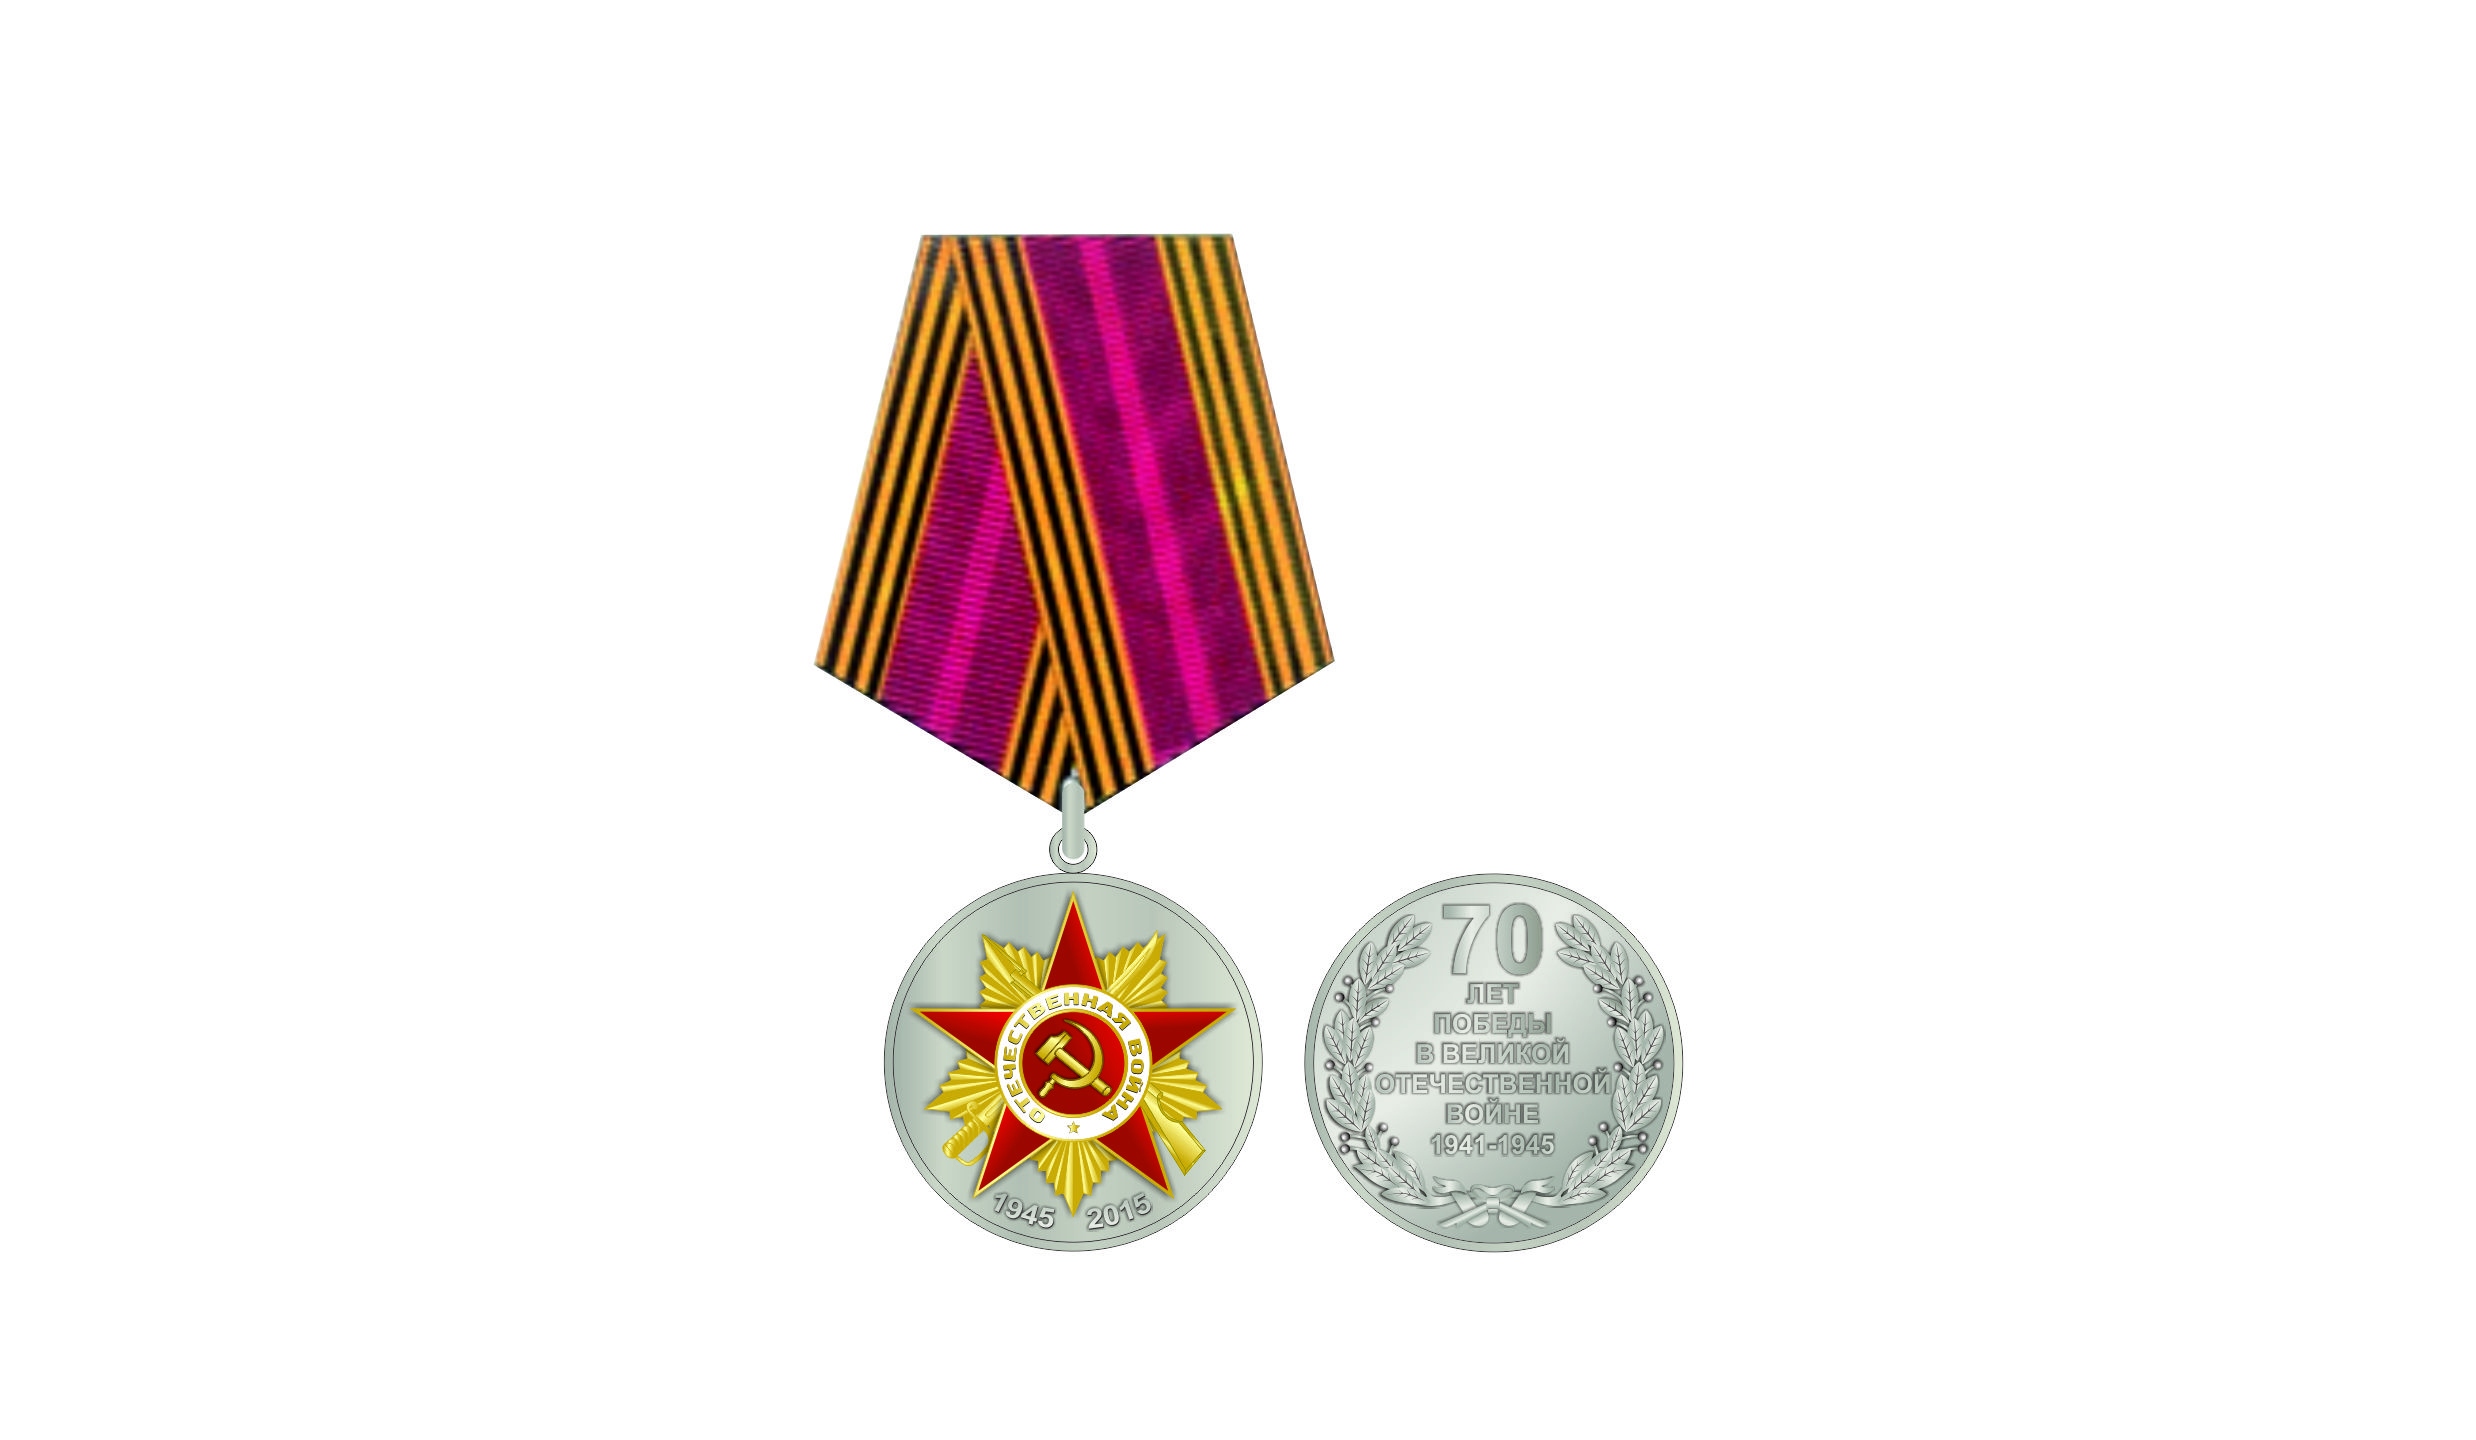 ОТЕЧЕСТВЕННАЯ ВОЙНА
1945 2015
70
ЛЕТ
ПОБЕДЫ
В ВЕЛИКОЙ
ОТЕЧЕСТВЕННОЙ
ВОЙНЕ
1941-1945